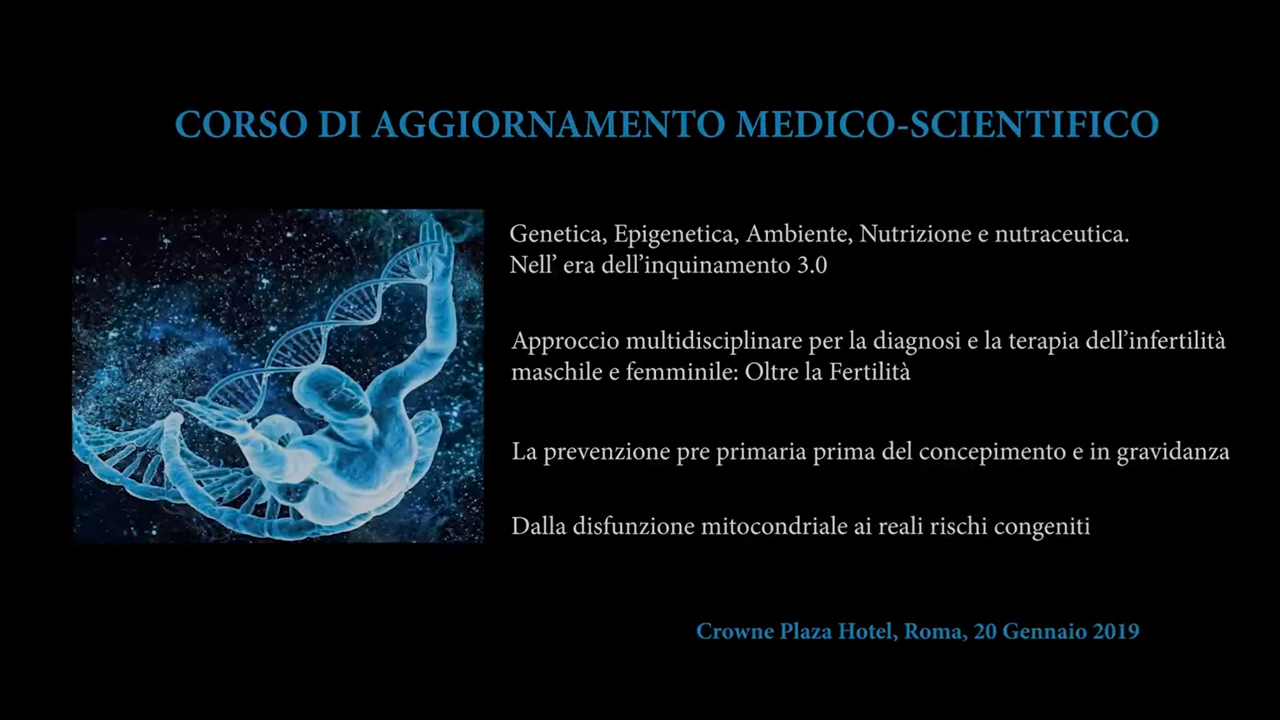 CORSO DI AGGIORNAMENTO MEDICO-SCIENTIFICO
Genetica, Epigenetica, Ambiente, Nutrizione e nutraceutica.
Nell’ era dell’inquinamento 3.0
Approccio multidisciplinare per la diagnosi e la terapia dell’infertilità
maschile e femminile: Oltre la Fertilità
La prevenzione pre primaria prima del concepimento e in gravidanza
Dalla disfunzione mitocondriale ai reali rischi congeniti
Crowne Plaza Hotel, Roma, 20 Gennaio 2019